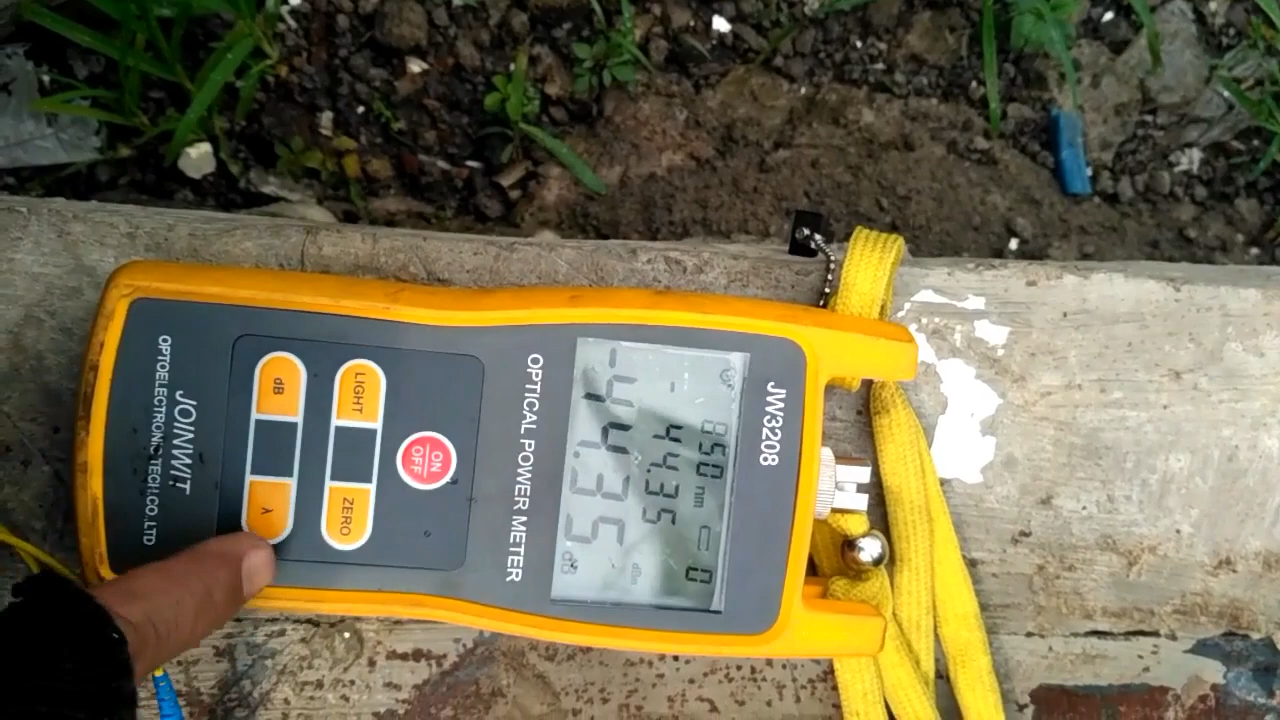 JW3208
850 nm 0
-44.35 dBm
-44.35 dB
OPTICAL POWER METER
ON
OFF
LIGHT
ZERO
dB
λ
JOINWIT
OPTOELECTRONIC TECH.CO.,LTD